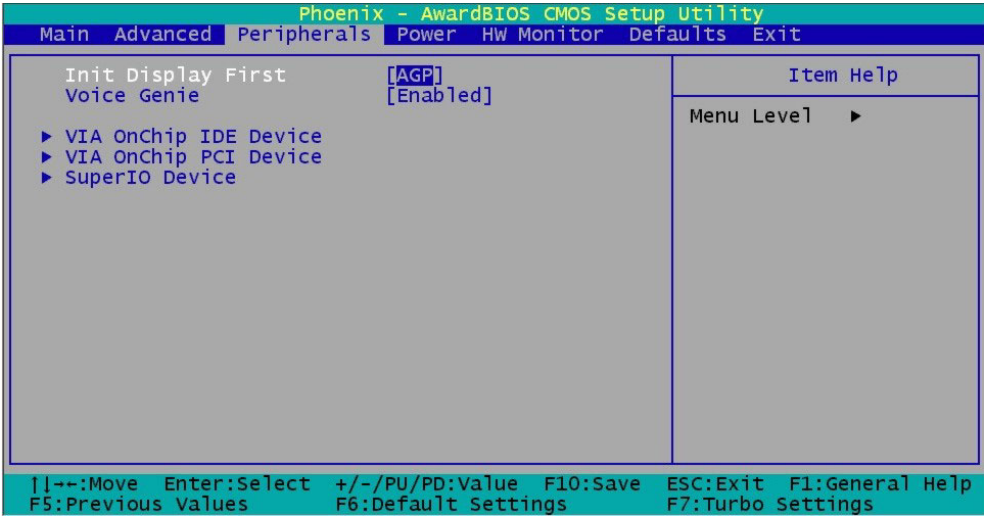 Phoenix - AwardBIOS CMOS Setup Utility
Main Advanced Peripherals Power HW Monitor Defaults Exit
Init Display First [AGP]
Voice Genie [Enabled]
▶ VIA OnChip IDE Device
▶ VIA OnChip PCI Device
▶ SuperIO Device
Item Help
Menu Level ▶
↑↓→←:Move Enter:Select +/-/PU/PD:Value F10:Save ESC:Exit F1:General Help
F5:Previous Values F6:Default Settings F7:Turbo Settings